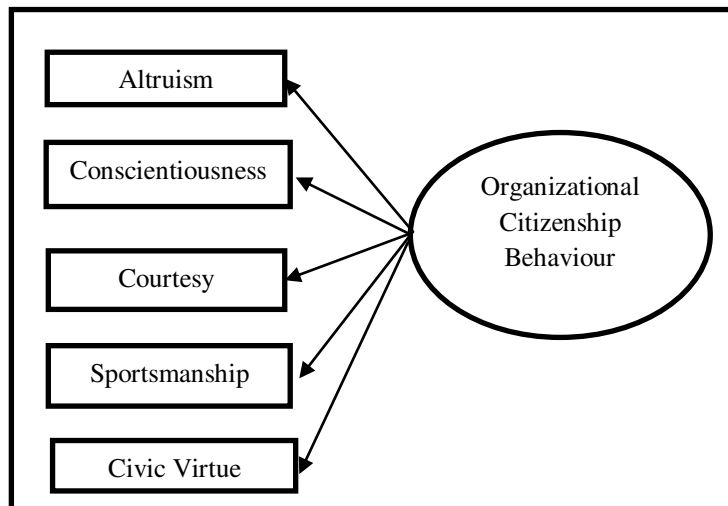 Altruism
Conscientiousness
Courtesy
Sportsmanship
Civic Virtue
Organizational
Citizenship
Behaviour